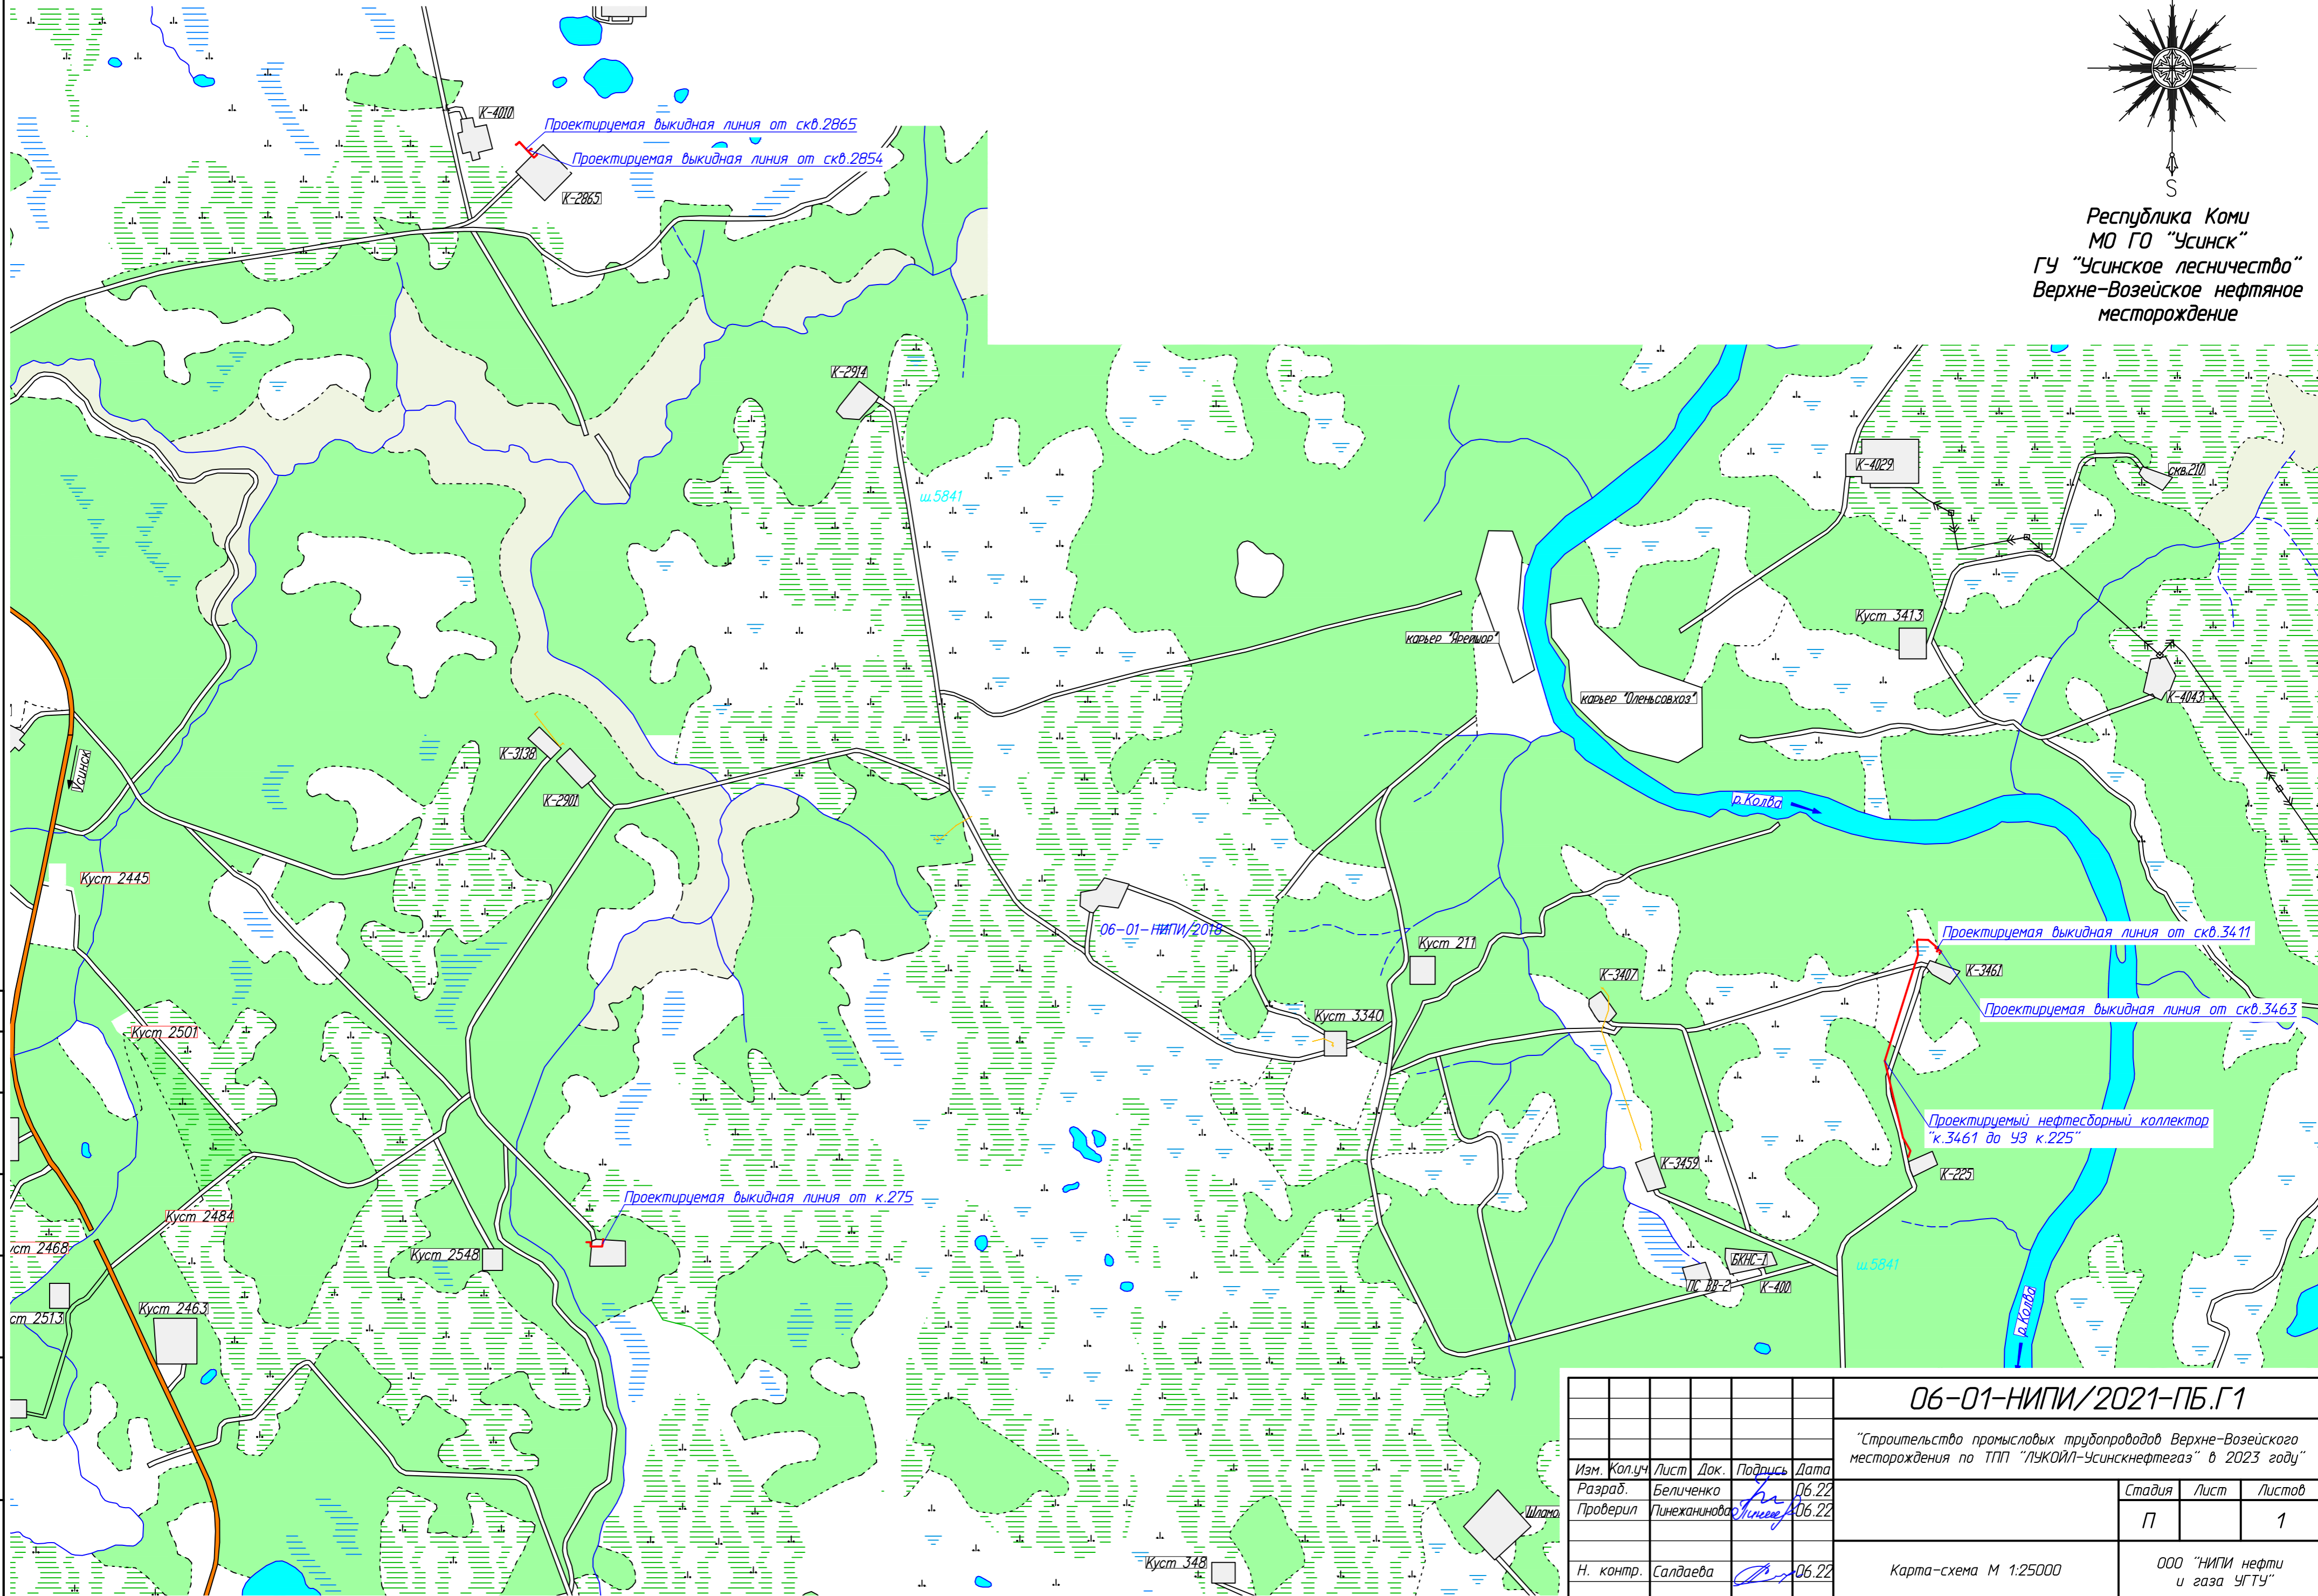 К-4010
Проектируемая выкидная линия от скв.2865
Проектируемая выкидная линия от скв.2854
К-2865
S
Республика Коми
МО ГО "Усинск"
ГУ "Усинское лесничество"
Верхне-Возейское нефтяное
месторождение
К-2914
ш.5841
К-4029
скв.210
Куст 3413
карьер "Яреишор"
карьер "Оленьсовхоз"
К-4043
К-3138
К-2901
Усинск
р.Колва
Куст 2445
06-01-НИПИ/2018
Куст 211
Проектируемая выкидная линия от скв.3411
К-3461
К-3407
Проектируемая выкидная линия от скв.3463
Куст 3340
Куст 2501
Проектируемый нефтесборный коллектор
"к.3461 до УЗ к.225"
К-3459
К-225
Проектируемая выкидная линия от к.275
Куст 2484
уст 2468
Куст 2548
БКНС-1
ПС ВВ-2
К-400
ш.5841
р.Колва
ст 2513
Куст 2463
06-01-НИПИ/2021-ПБ.Г1
"Строительство промысловых трубопроводов Верхне-Возейского
месторождения по ТПП "ЛУКОЙЛ-Усинскнефтегаз" в 2023 году"
Изм. Кол.уч Лист Док. Подпись Дата
Разраб. Беличенко 06.22
Проверил Пинежанинова 06.22
Стадия Лист Листов
П 1
Н. контр. Салдаева 06.22
Карта-схема М 1:25000
ООО "НИПИ нефти
и газа УГТУ"
Шламо
Куст 348